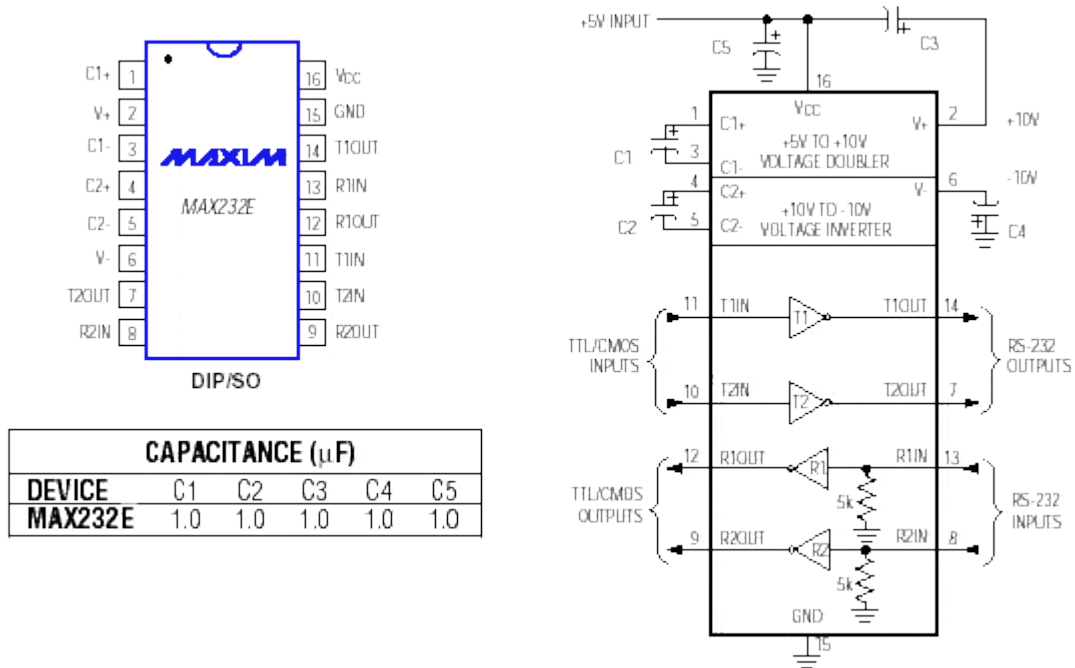 C1+ 1
V+ 2
C1- 3
C2+ 4
C2- 5
V- 6
T2OUT 7
R2IN 8
16 VCC
15 GND
14 T1OUT
13 R1IN
12 R1OUT
11 T1IN
10 T2IN
9 R2OUT
MAXIM
MAX232E
DIP/SO
CAPACITANCE (µF)
DEVICE C1 C2 C3 C4 C5
MAX232E 1.0 1.0 1.0 1.0 1.0
+5V INPUT
C5 +
+ C3
16
VCC
1 C1+
+
C1
3 C1-
+5V TO +10V
VOLTAGE DOUBLER
V+ 2 +10V
4 C2+
+
C2
5 C2-
+10V TO -10V
VOLTAGE INVERTER
V- 6 -10V
+ C4
11 T1IN T1 T1OUT 14
TTL/CMOS
INPUTS
RS-232
OUTPUTS
10 T2IN T2 T2OUT 7
12 R1OUT R1 R1IN 13
5k
TTL/CMOS
OUTPUTS
RS-232
INPUTS
9 R2OUT R2 R2IN 8
5k
GND
15